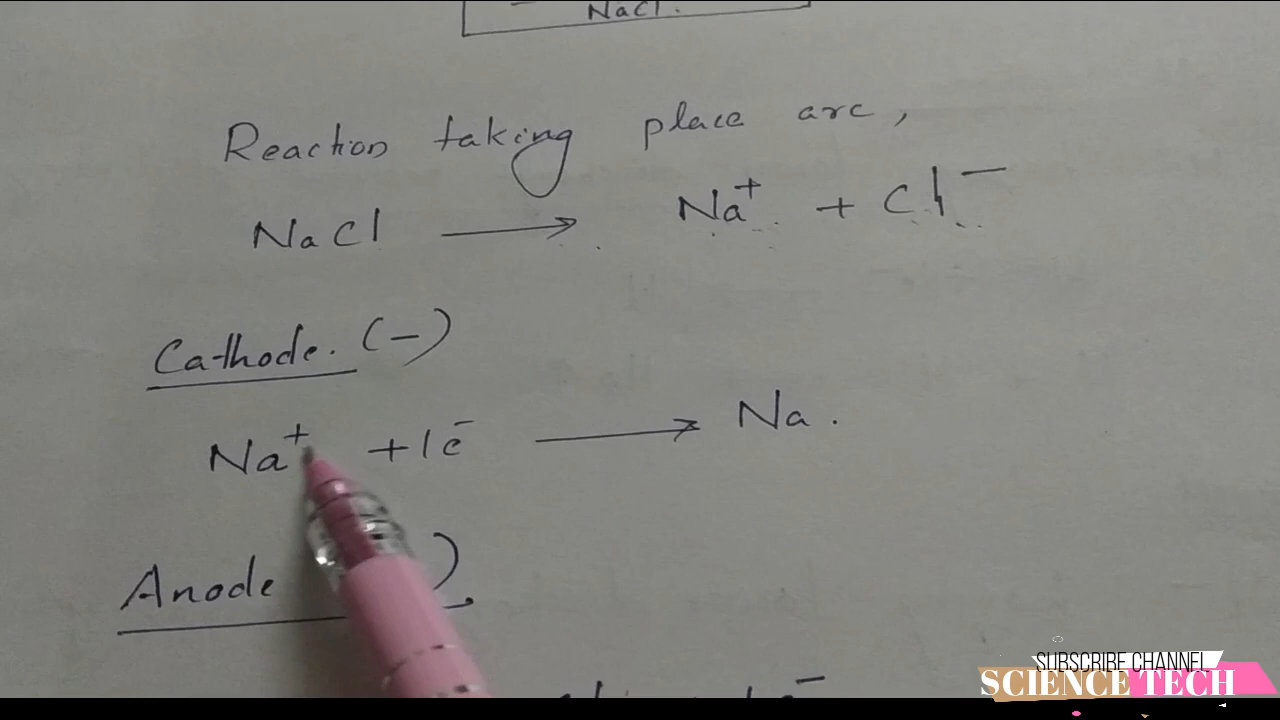 NaCl.
Reaction taking place are,
NaCl → Na⁺ + Cl⁻
Cathode. (-)
Na⁺ + 1e⁻ → Na.
Anode )
SUBSCRIBE CHANNEL
SCIENCE TECH